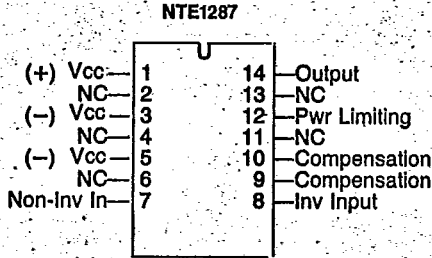 NTE1287
(+) Vcc 1 14 Output
NC 2 13 NC
(-) Vcc 3 12 Pwr Limiting
NC 4 11 NC
(-) Vcc 5 10 Compensation
NC 6 9 Compensation
Non-Inv In 7 8 Inv Input